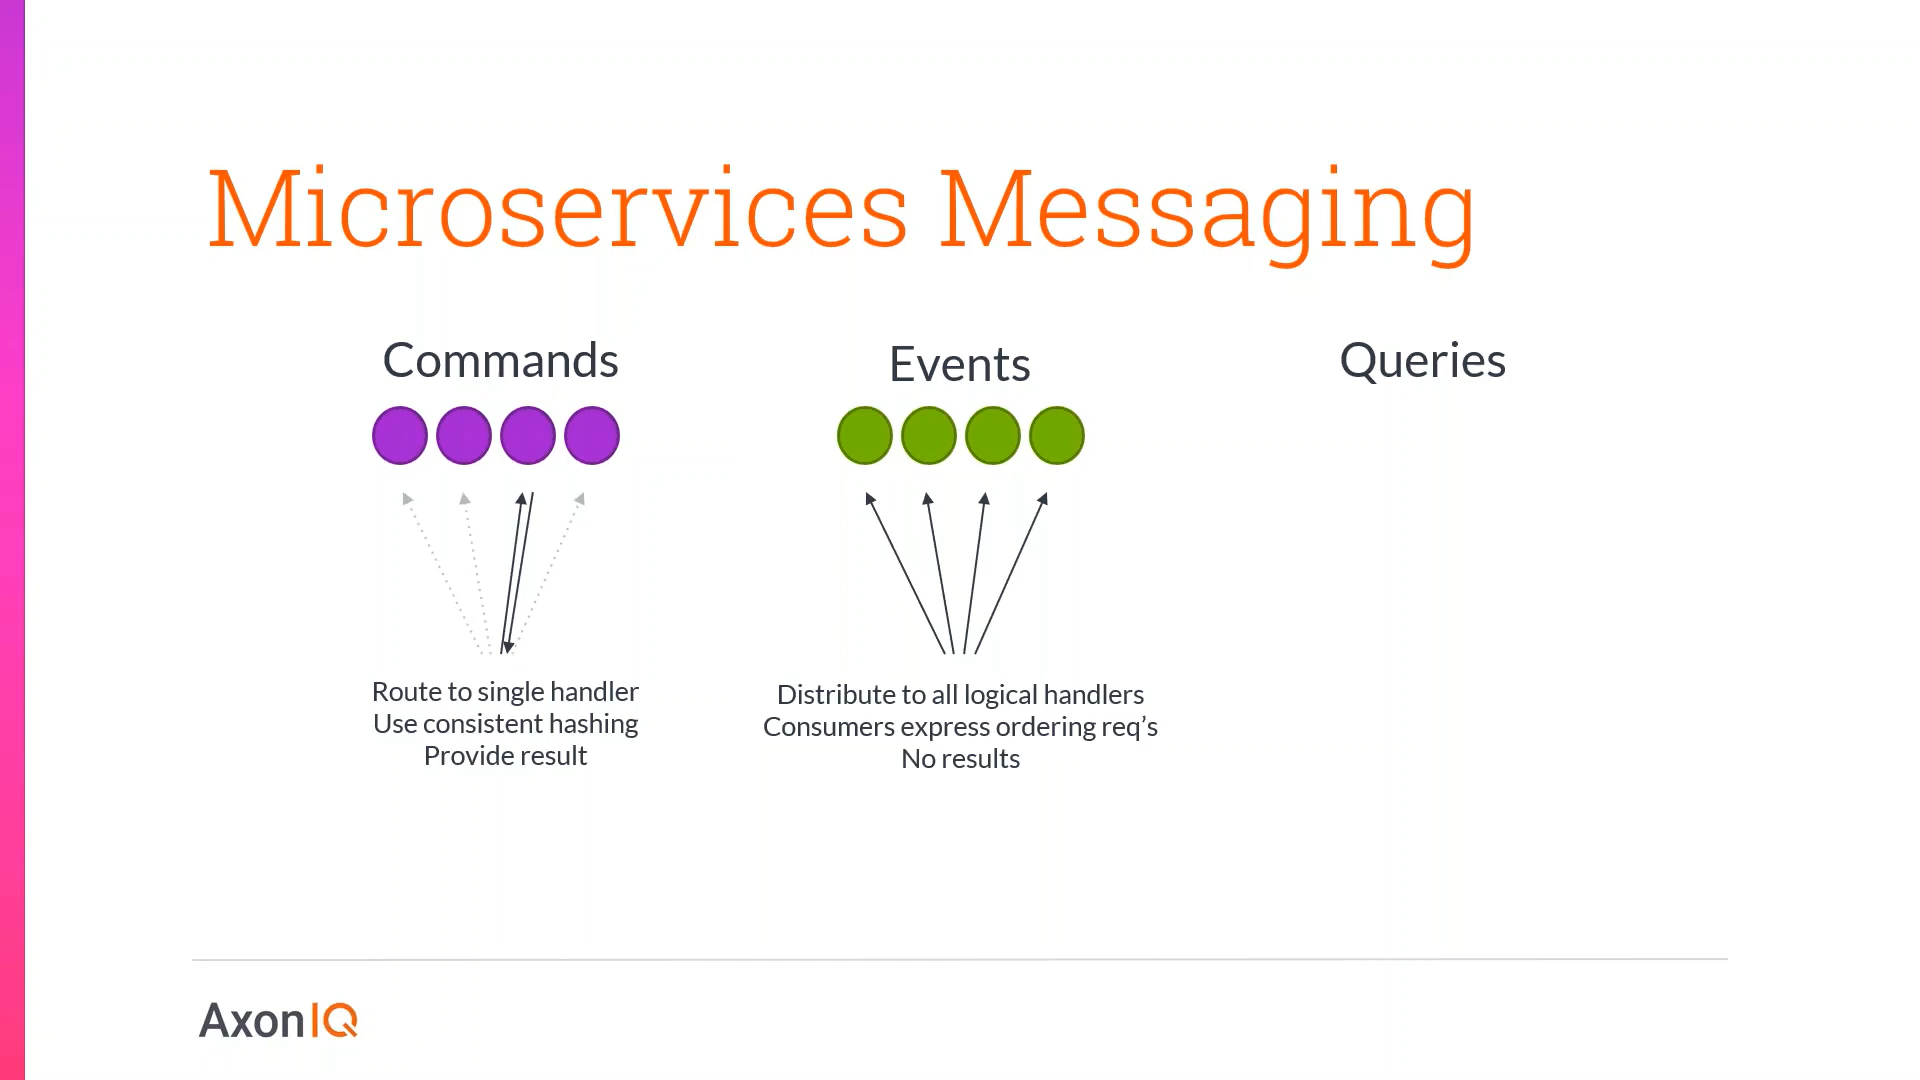 Microservices Messaging
Commands
Route to single handler
Use consistent hashing
Provide result
Events
Distribute to all logical handlers
Consumers express ordering req’s
No results
Queries
AxonIQ